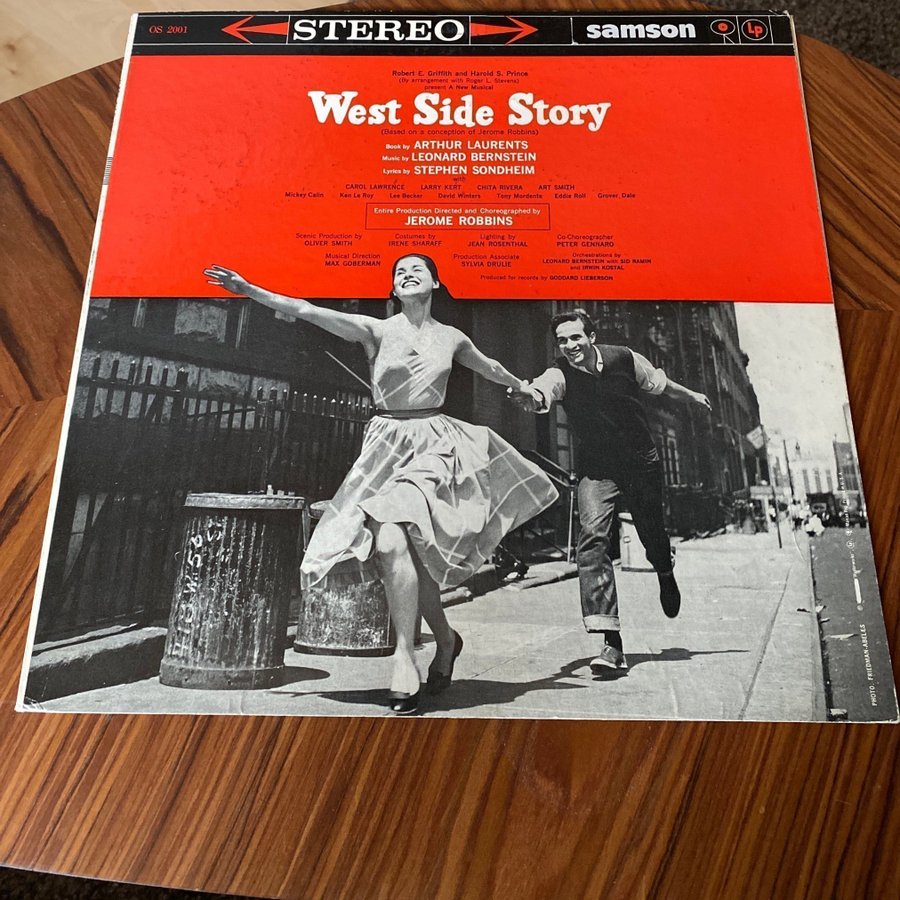 OS 2001
STEREO
samson
Lp
Robert E. Griffith and Harold S. Prince
(By arrangement with Roger L. Stevens)
present A New Musical
West Side Story
(Based on a conception of Jerome Robbins)
Book by ARTHUR LAURENTS
Music by LEONARD BERNSTEIN
Lyrics by STEPHEN SONDHEIM
with
CAROL LAWRENCE LARRY KERT CHITA RIVERA ART SMITH
Mickey Calin Ken Le Roy Lee Becker David Winters Tony Mordente Eddie Roll Grover. Dale
Entire Production Directed and Choreographed by
JEROME ROBBINS
Scenic Production by Costumes by Lighting by Co-Choreographer
OLIVER SMITH IRENE SHARAFF JEAN ROSENTHAL PETER GENNARO
Musical Direction Production Associate Orchestrations by
MAX GOBERMAN SYLVIA DRULIE LEONARD BERNSTEIN with SID RAMIN
and IRWIN KOSTAL
Produced for records by GODDARD LIEBERSON
PHOTO: FRIEDMAN-ABELES